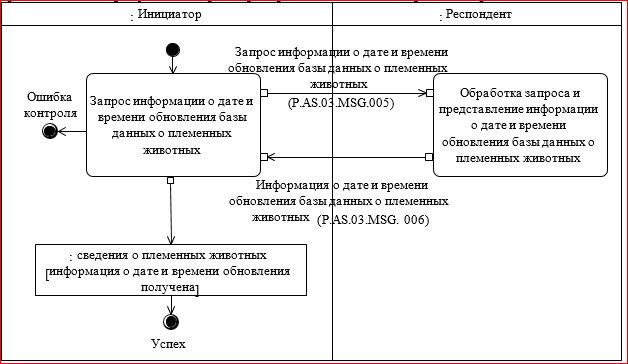 : Инициатор
: Респондент
Запрос информации о дате и времени
обновления базы данных о племенных
животных
(P.AS.03.MSG.005)
Ошибка
контроля
Запрос информации о дате и
времени обновления базы
данных о племенных
животных
Обработка запроса и
представление информации
о дате и времени
обновления базы данных о
племенных животных
Информация о дате и времени
обновления базы данных о племенных
животных (P.AS.03.MSG. 006)
: сведения о племенных животных
[информация о дате и времени обновления
получена]
Успех